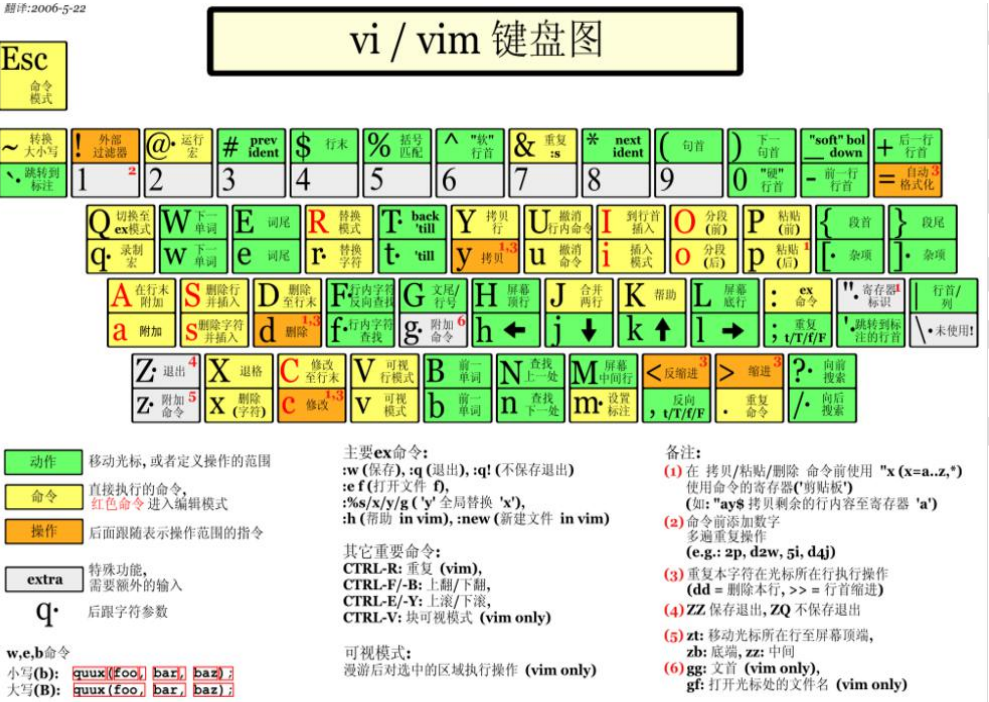 翻译:2006-5-22
vi / vim 键盘图
Esc 命令模式
~ 转换大小写
! 外部过滤器
@· 运行宏
# prev ident
$ 行末
% 括号匹配
^ "软"行首
& 重复 :s
* next ident
( 句首
) 下一句首
"soft" bol down _
+ 后一行行首
`· 跳转到标注
1 2
2
3
4
5
6
7
8
9
0 "硬"行首
- 前一行行首
= 自动格式化 3
Q 切换至ex模式
W 下一单词
E 词尾
R 替换模式
T· back 'till
Y 拷贝行
U 撤消行内命令
I 到行首插入
O 分段(前)
P 粘贴(前)
{ 段首
} 段尾
q· 录制宏
w 下一单词
e 词尾
r· 替换字符
t· 'till
y 拷贝 1,3
u 撤消命令
i 插入模式
o 分段(后)
p 粘贴(后) 1
[· 杂项
]· 杂项
A 在行末附加
S 删除行并插入
D 删除至行末
F· 行内字符反向查找
G 文尾/行号
H 屏幕顶行
J 合并两行
K 帮助
L 屏幕底行
: ex 命令
"· 寄存器标识 1
| 行首/列
a 附加
s 删除字符并插入
d 删除 1,3
f· 行内字符查找
g· 附加命令 6
h ←
j ↓
k ↑
l →
; 重复 t/T/f/F
'· 跳转到标注的行首
\· 未使用!
Z· 退出 4
X 退格
C 修改至行末
V 可视行模式
B 前一单词
N 查找上一处
M 屏幕中间行
< 反缩进 3
> 缩进 3
?· 向前搜索
Z· 附加命令 5
X 删除(字符)
c 修改 1,3
v 可视模式
b 前一单词
n 查找下一处
m· 设置标注
, 反向 t/T/f/F
. 重复命令
/· 向后搜索
动作 移动光标, 或者定义操作的范围
命令 直接执行的命令,
红色命令 进入编辑模式
操作 后面跟随表示操作范围的指令
extra 特殊功能,
需要额外的输入
q· 后跟字符参数
w,e,b命令
小写(b): quux(foo, bar, baz);
大写(B): quux(foo, bar, baz);
主要ex命令:
:w (保存), :q (退出), :q! (不保存退出)
:e f (打开文件 f),
:%s/x/y/g ( 'y' 全局替换 'x'),
:h (帮助 in vim), :new (新建文件 in vim)
其它重要命令:
CTRL-R: 重复 (vim),
CTRL-F/-B: 上翻/下翻,
CTRL-E/-Y: 上滚/下滚,
CTRL-V: 块可视模式 (vim only)
可视模式:
漫游后对选中的区域执行操作 (vim only)
备注:
(1) 在 拷贝/粘贴/删除 命令前使用 "x (x=a..z,*)
使用命令的寄存器('剪贴板')
(如: "ay$ 拷贝剩余的行内容至寄存器 'a')
(2) 命令前添加数字
多遍重复操作
(e.g.: 2p, d2w, 5i, d4j)
(3) 重复本字符在光标所在行执行操作
(dd = 删除本行, >> = 行首缩进)
(4) ZZ 保存退出, ZQ 不保存退出
(5) zt: 移动光标所在行至屏幕顶端,
zb: 底端, zz: 中间
(6) gg: 文首 (vim only),
gf: 打开光标处的文件名 (vim only)